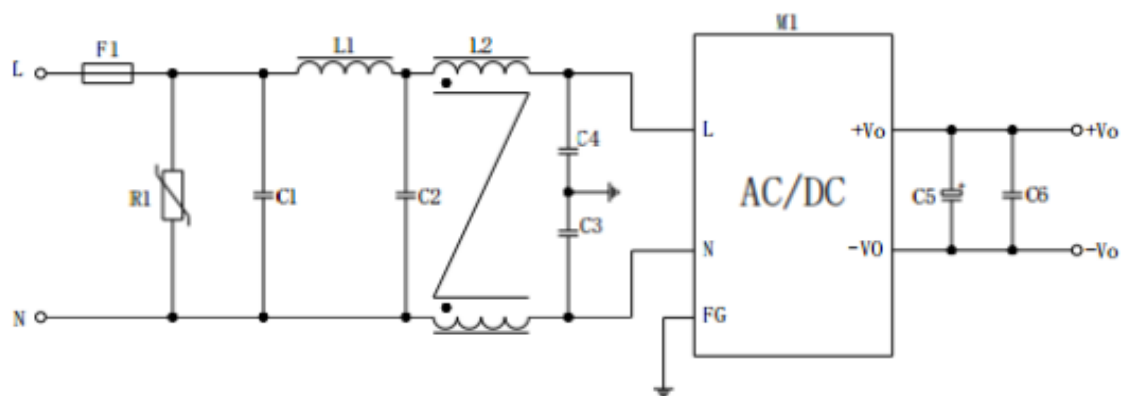 M1
F1
L1
L2
L
C4
L
+Vo
+Vo
R1
C1
C2
AC/DC
C5
+
C6
C3
N
-VO
-Vo
N
FG